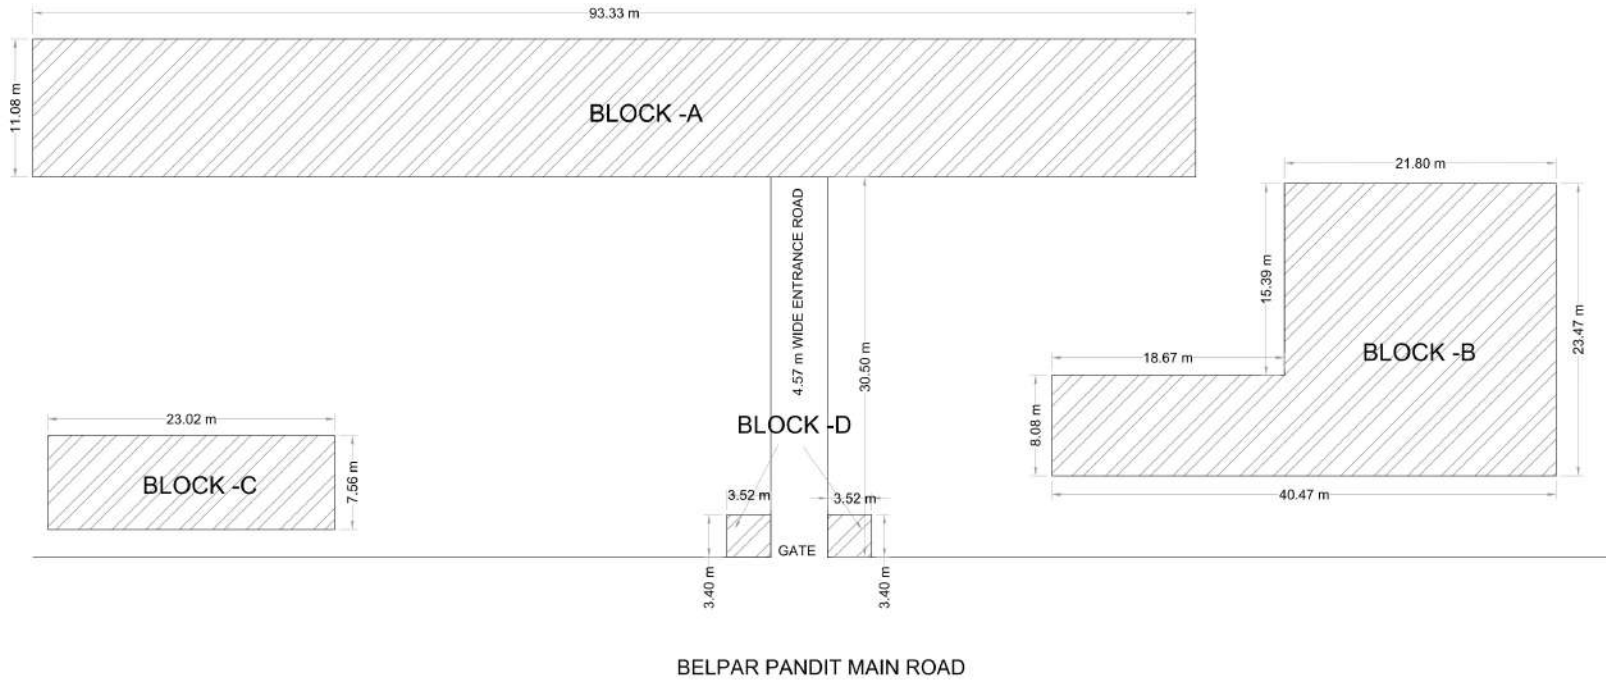 93.33 m
11.08 m
BLOCK -A
21.80 m
4.57 m WIDE ENTRANCE ROAD
15.39 m
23.47 m
30.50 m
18.67 m
BLOCK -B
8.08 m
40.47 m
23.02 m
BLOCK -C
7.56 m
BLOCK -D
3.52 m
3.52 m
GATE
3.40 m
3.40 m
BELPAR PANDIT MAIN ROAD